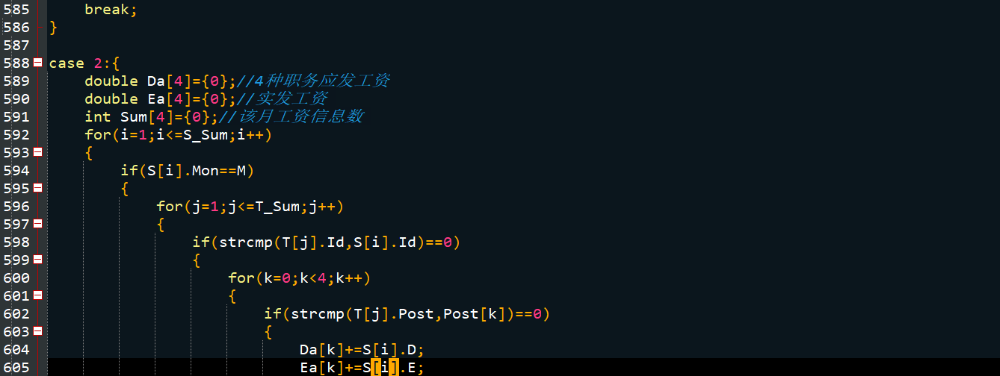 585     break;
586 }
587
588 case 2:{
589     double Da[4]={0};//4种职务应发工资
590     double Ea[4]={0};//实发工资
591     int Sum[4]={0};//该月工资信息数
592     for(i=1;i<=S_Sum;i++)
593     {
594         if(S[i].Mon==M)
595         {
596             for(j=1;j<=T_Sum;j++)
597             {
598                 if(strcmp(T[j].Id,S[i].Id)==0)
599                 {
600                     for(k=0;k<4;k++)
601                     {
602                         if(strcmp(T[j].Post,Post[k])==0)
603                         {
604                             Da[k]+=S[i].D;
605                             Ea[k]+=S[i].E;